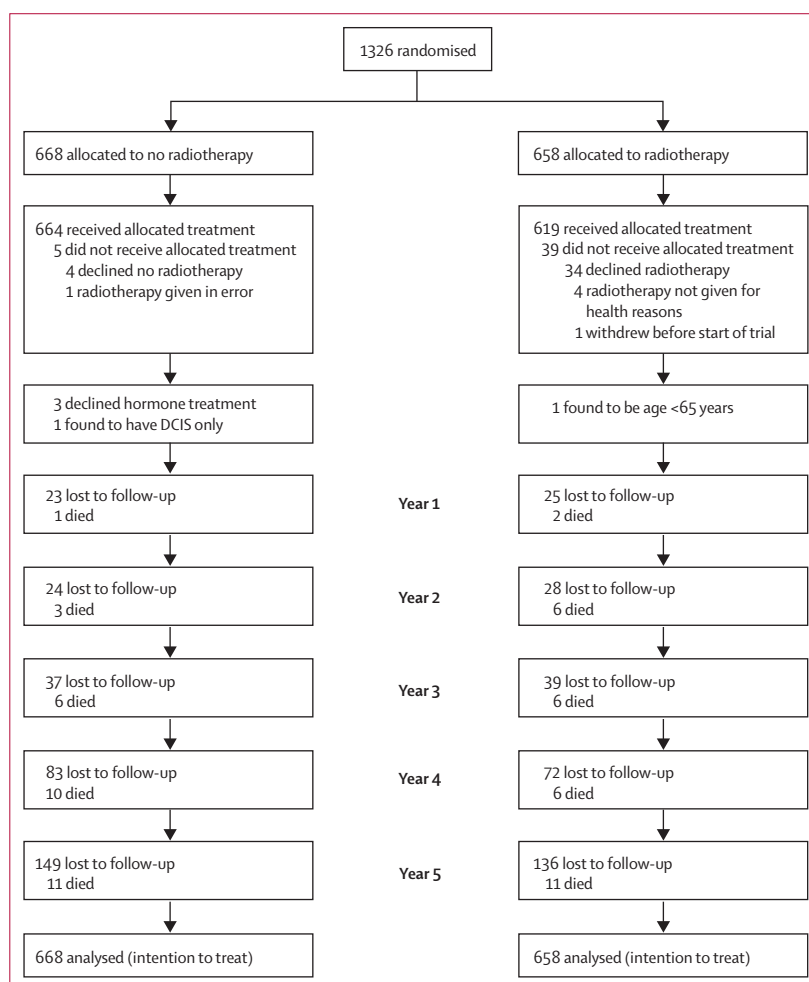 1326 randomised
668 allocated to no radiotherapy
658 allocated to radiotherapy
664 received allocated treatment
5 did not receive allocated treatment
4 declined no radiotherapy
1 radiotherapy given in error
619 received allocated treatment
39 did not receive allocated treatment
34 declined radiotherapy
4 radiotherapy not given for
health reasons
1 withdrew before start of trial
3 declined hormone treatment
1 found to have DCIS only
1 found to be age <65 years
23 lost to follow-up
1 died
Year 1
25 lost to follow-up
2 died
24 lost to follow-up
3 died
Year 2
28 lost to follow-up
6 died
37 lost to follow-up
6 died
Year 3
39 lost to follow-up
6 died
83 lost to follow-up
10 died
Year 4
72 lost to follow-up
6 died
149 lost to follow-up
11 died
Year 5
136 lost to follow-up
11 died
668 analysed (intention to treat)
658 analysed (intention to treat)